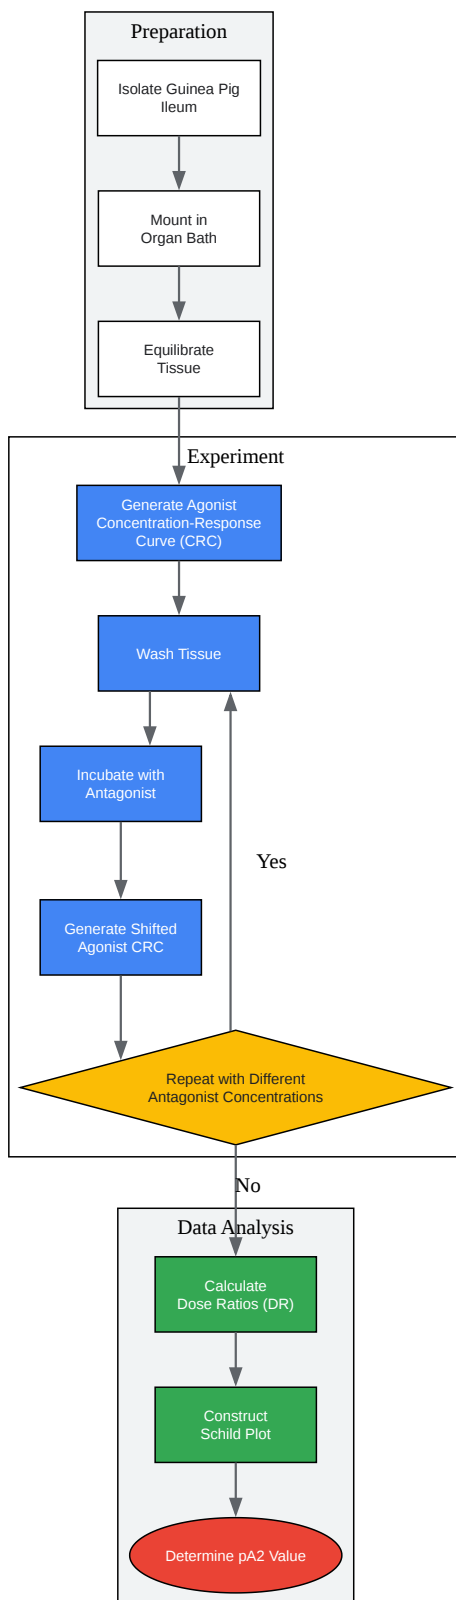 Preparation
Isolate Guinea Pig
Ileum
Mount in
Organ Bath
Equilibrate
Tissue
Experiment
Generate Agonist
Concentration-Response
Curve (CRC)
Wash Tissue
Incubate with
Antagonist
Yes
Generate Shifted
Agonist CRC
Repeat with Different
Antagonist Concentrations
No
Data Analysis
Calculate
Dose Ratios (DR)
Construct
Schild Plot
Determine pA2 Value